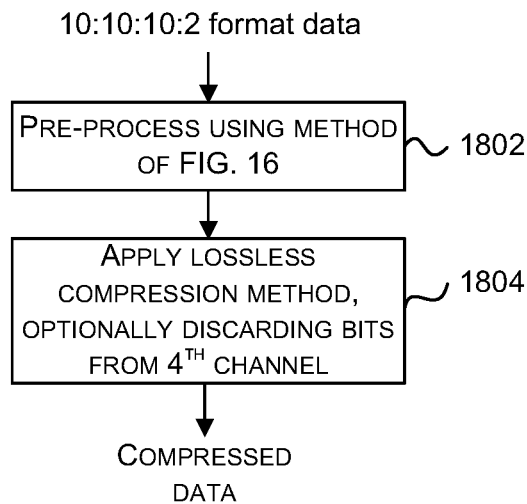 10:10:10:2 format data
PRE-PROCESS USING METHOD
OF FIG. 16
1802
APPLY LOSSLESS
COMPRESSION METHOD,
OPTIONALLY DISCARDING BITS
FROM 4TH CHANNEL
1804
COMPRESSED
DATA